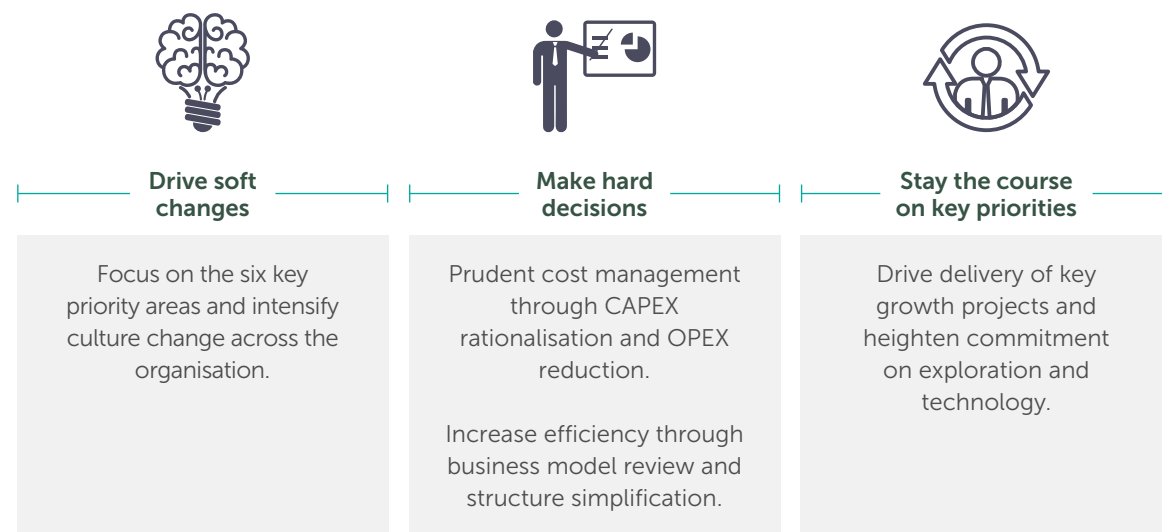 Drive soft
changes
Focus on the six key
priority areas and intensify
culture change across the
organisation.
Make hard
decisions
Prudent cost management
through CAPEX
rationalisation and OPEX
reduction.
Increase efficiency through
business model review and
structure simplification.
Stay the course
on key priorities
Drive delivery of key
growth projects and
heighten commitment
on exploration and
technology.